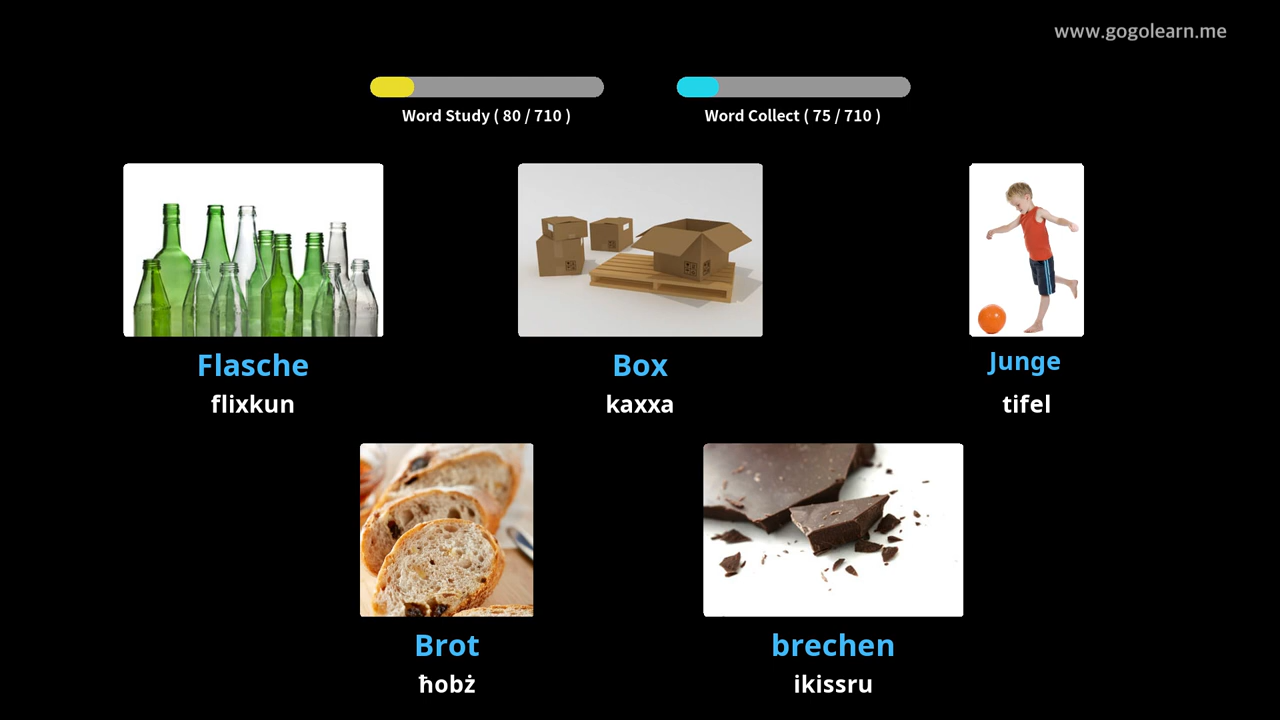 www.gogolearn.me
Word Study ( 80 / 710 )
Word Collect ( 75 / 710 )
Flasche
flixkun
Box
kaxxa
Junge
tifel
Brot
ħobż
brechen
ikissru